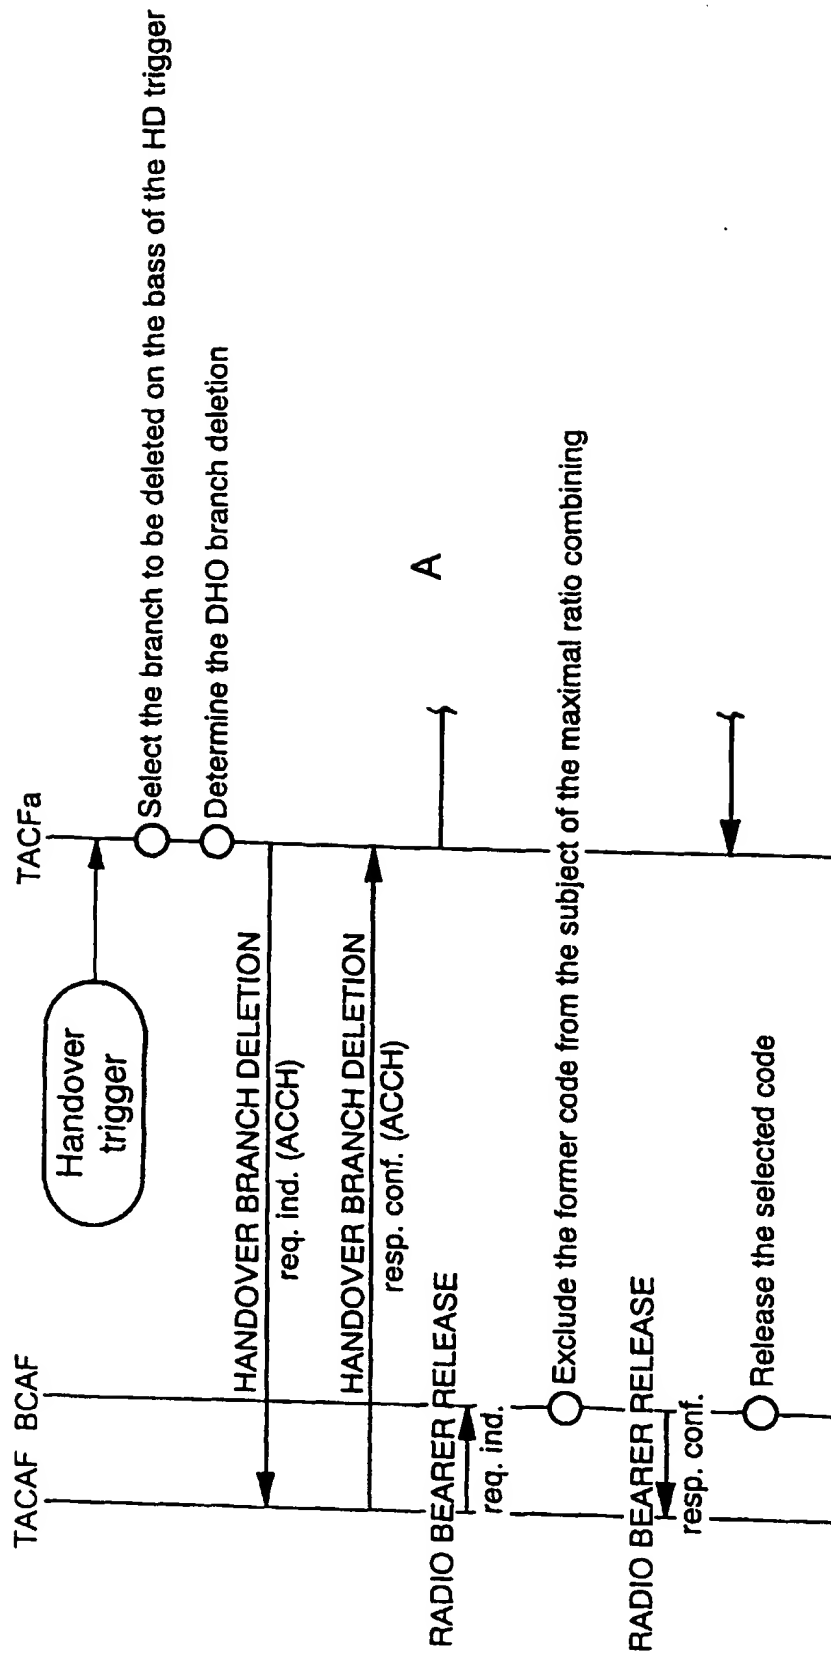 TACAF BCAF
TACFa
Handover
trigger
Select the branch to be deleted on the bass of the HD trigger
Determine the DHO branch deletion
HANDOVER BRANCH DELETION
req. ind. (ACCH)
HANDOVER BRANCH DELETION
resp. conf. (ACCH)
A
RADIO BEARER RELEASE
req. ind.
Exclude the former code from the subject of the maximal ratio combining
RADIO BEARER RELEASE
resp. conf.
Release the selected code